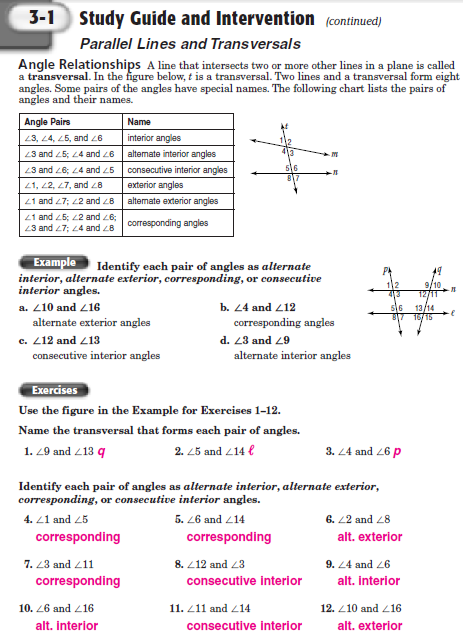 3-1 Study Guide and Intervention (continued)
Parallel Lines and Transversals
Angle Relationships A line that intersects two or more other lines in a plane is called
a transversal. In the figure below, t is a transversal. Two lines and a transversal form eight
angles. Some pairs of the angles have special names. The following chart lists the pairs of
angles and their names.
Angle Pairs Name
∠3, ∠4, ∠5, and ∠6 interior angles
∠3 and ∠5; ∠4 and ∠6 alternate interior angles
∠3 and ∠6; ∠4 and ∠5 consecutive interior angles
∠1, ∠2, ∠7, and ∠8 exterior angles
∠1 and ∠7; ∠2 and ∠8 alternate exterior angles
∠1 and ∠5; ∠2 and ∠6;
∠3 and ∠7; ∠4 and ∠8 corresponding angles
t
1 2
4 3
m
5 6
n
8 7
Example Identify each pair of angles as alternate
interior, alternate exterior, corresponding, or consecutive
interior angles.
a. ∠10 and ∠16 b. ∠4 and ∠12
alternate exterior angles corresponding angles
c. ∠12 and ∠13 d. ∠3 and ∠9
consecutive interior angles alternate interior angles
p q
1 2 9 10
n
4 3 12 11
5 6 13 14
ℓ
8 7 16 15
Exercises
Use the figure in the Example for Exercises 1–12.
Name the transversal that forms each pair of angles.
1. ∠9 and ∠13 q 2. ∠5 and ∠14 ℓ 3. ∠4 and ∠6 p
Identify each pair of angles as alternate interior, alternate exterior,
corresponding, or consecutive interior angles.
4. ∠1 and ∠5 5. ∠6 and ∠14 6. ∠2 and ∠8
corresponding corresponding alt. exterior
7. ∠3 and ∠11 8. ∠12 and ∠3 9. ∠4 and ∠6
corresponding consecutive interior alt. interior
10. ∠6 and ∠16 11. ∠11 and ∠14 12. ∠10 and ∠16
alt. interior consecutive interior alt. exterior